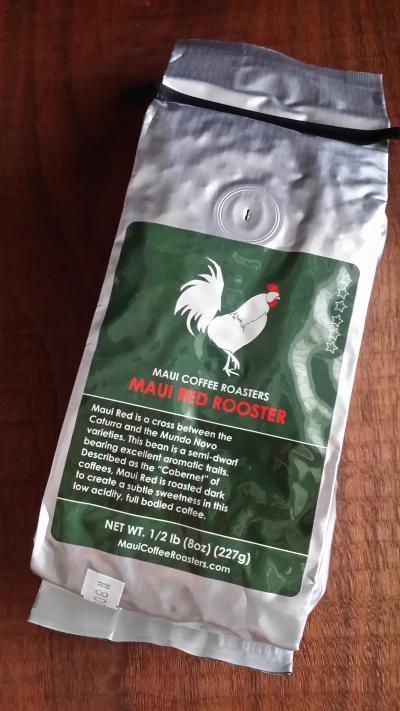 MAUI COFFEE ROASTERS
MAUI RED ROOSTER
Maui Red is a cross between the
Caturra and the Mundo Novo
varieties. This bean is a semi-dwarf
bearing excellent aromatic traits.
Described as the "Cabernet" of
coffees, Maui Red is roasted dark
to create a subtle sweetness in this
low acidity, full bodied coffee.
NET WT. 1/2 lb (8oz) (227g)
MauiCoffeeRoasters.com